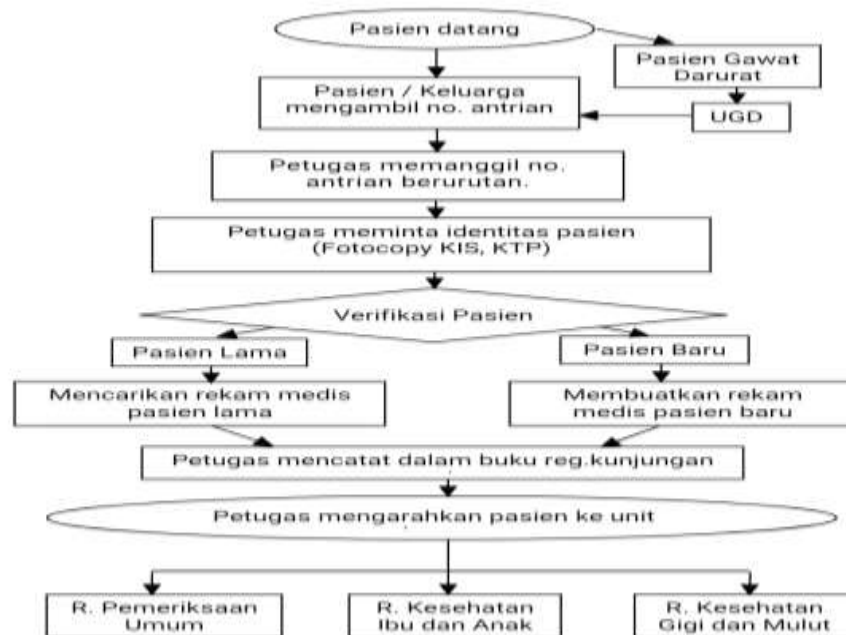 Pasien datang
Pasien Gawat
Darurat
Pasien / Keluarga
mengambil no. antrian
UGD
Petugas memanggil no.
antrian berurutan.
Petugas meminta identitas pasien
(Fotocopy KIS, KTP)
Verifikasi Pasien
Pasien Lama
Pasien Baru
Mencarikan rekam medis
pasien lama
Membuatkan rekam
medis pasien baru
Petugas mencatat dalam buku reg.kunjungan
Petugas mengarahkan pasien ke unit
R. Pemeriksaan
Umum
R. Kesehatan
Ibu dan Anak
R. Kesehatan
Gigi dan Mulut